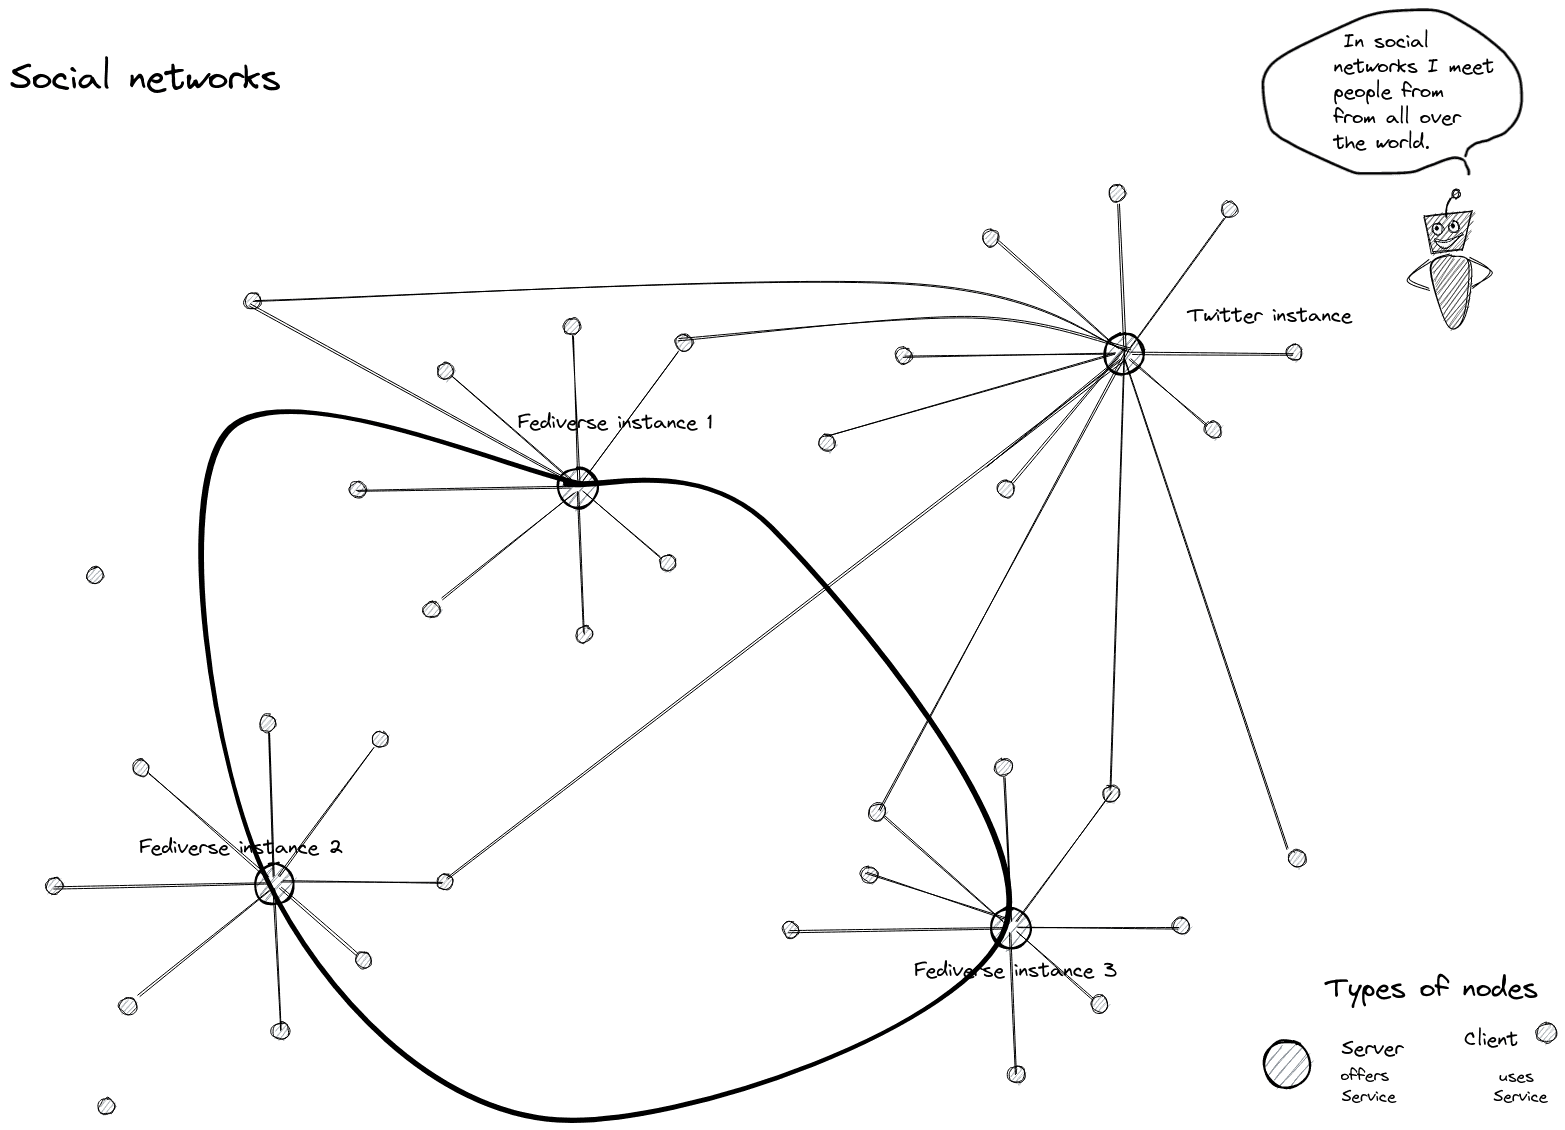 Social networks
In social
networks I meet
people from
from all over
the world.
Twitter instance
Fediverse instance 1
Fediverse instance 2
Fediverse instance 3
Types of nodes
Server
offers
Service
Client
uses
Service